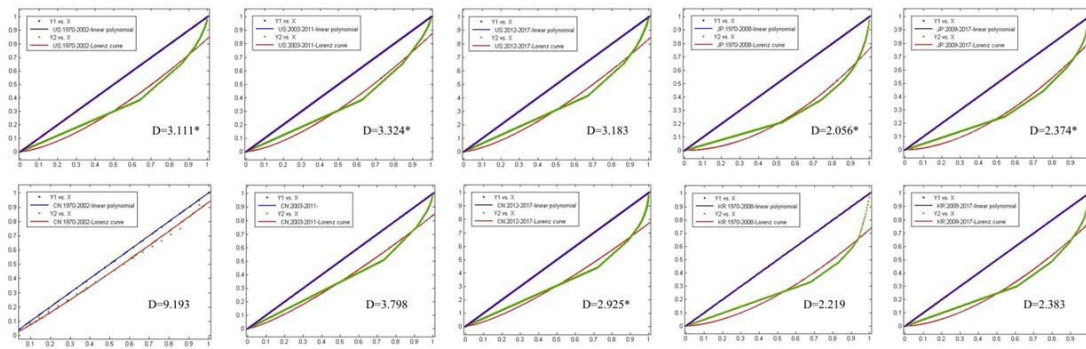 Y1 vs. X
US:1970-2002-linear polynomial
Y2 vs. X
US:1970-2002-Lorenz curve
D=3.111*
Y1 vs. X
US:2003-2011-linear polynomial
Y2 vs. X
US:2003-2011-Lorenz curve
D=3.324*
Y1 vs. X
US:2012-2017-linear polynomial
Y2 vs. X
US:2012-2017-Lorenz curve
D=3.183
Y1 vs. X
JP:1970-2008-linear polynomial
Y2 vs. X
JP:1970-2008-Lorenz curve
D=2.056*
Y1 vs. X
JP:2009-2017-linear polynomial
Y2 vs. X
JP:2009-2017-Lorenz curve
D=2.374*
Y1 vs. X
CN:1970-2002-linear polynomial
Y2 vs. X
CN:1970-2002-Lorenz curve
D=9.193
Y1 vs. X
CN:2003-2011-
Y2 vs. X
CN:2003-2011-Lorenz curve
D=3.798
Y1 vs. X
CN:2012-2017-linear polynomial
Y2 vs. X
CN:2012-2017-Lorenz curve
D=2.925*
Y1 vs. X
KR:1970-2008-linear polynomial
Y2 vs. X
KR:1970-2008-Lorenz curve
D=2.219
Y1 vs. X
KR:2009-2017-linear polynomial
Y2 vs. X
KR:2009-2017-Lorenz curve
D=2.383